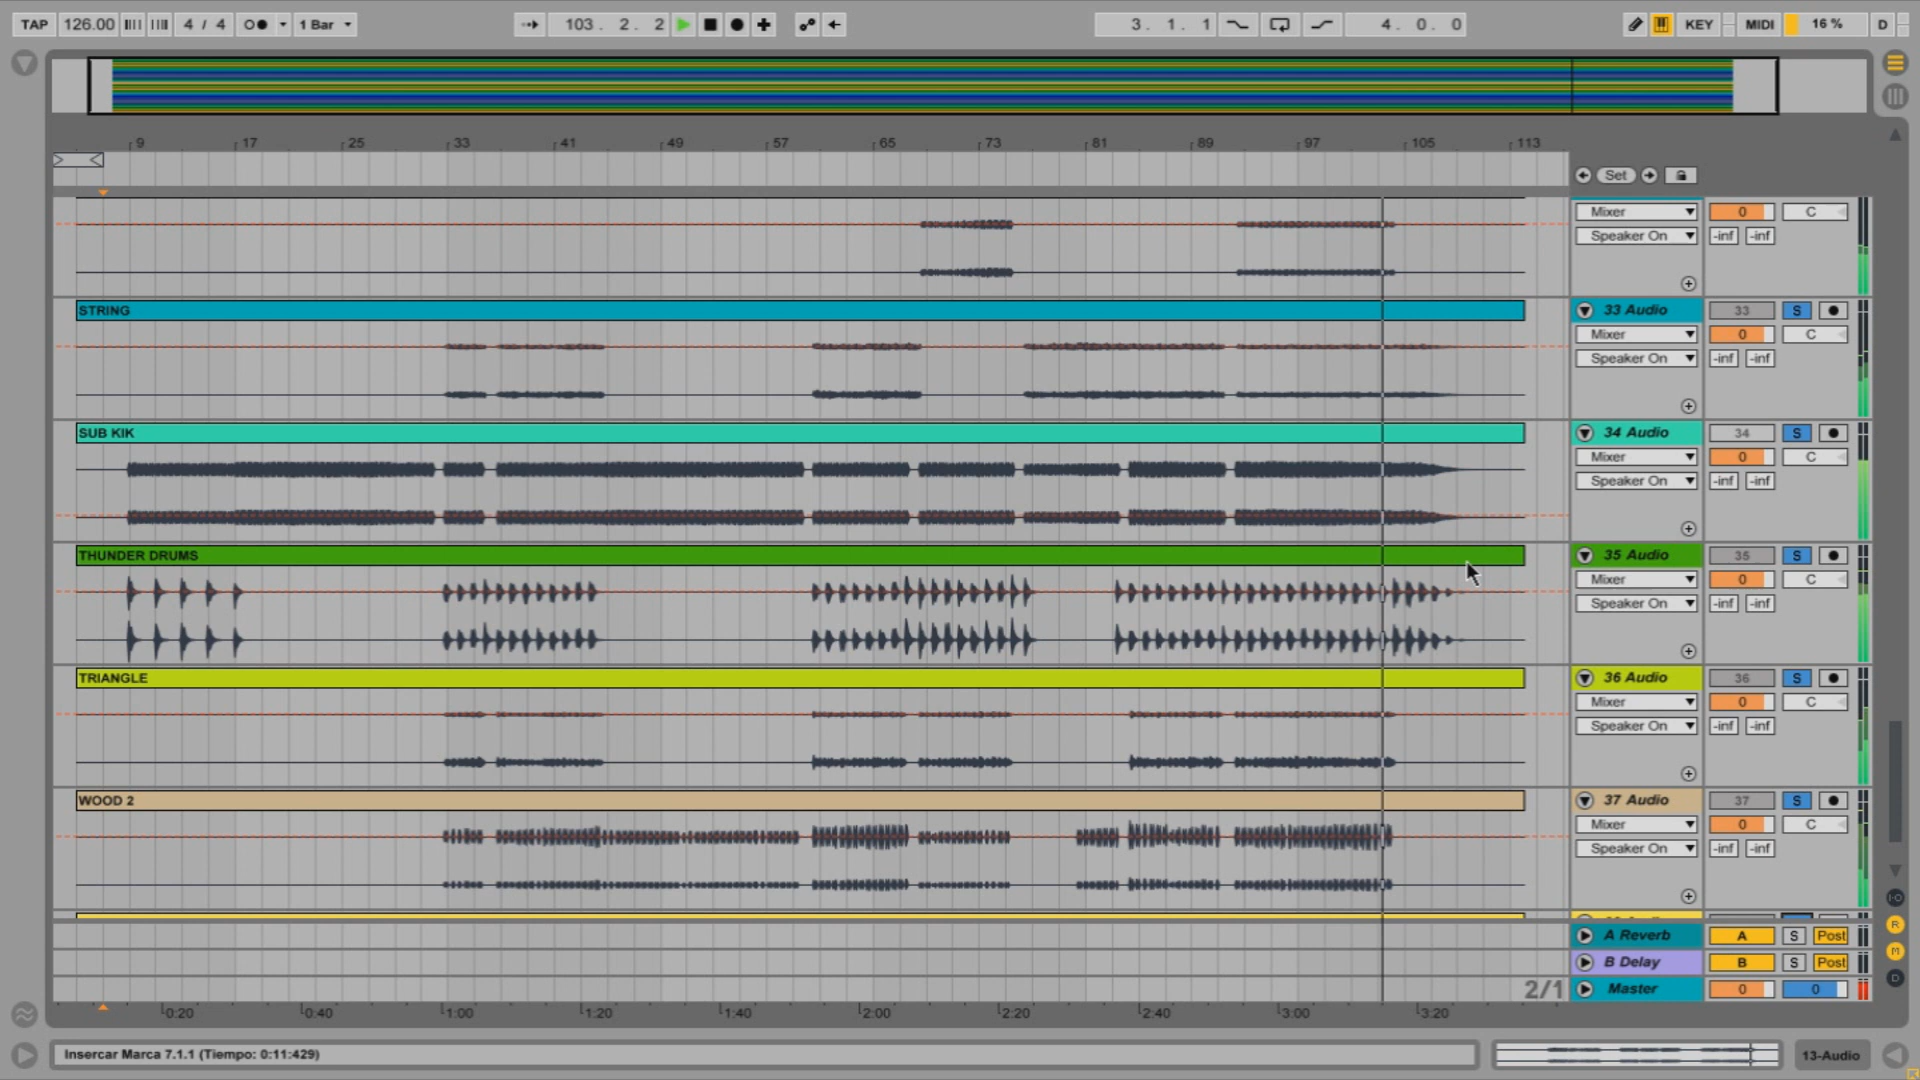 TAP 126.00 4 / 4 1 Bar 103. 2. 2 3. 1. 1 4. 0. 0 KEY MIDI 16 % D
9 17 25 33 41 49 57 65 73 81 89 97 105 113
Set
Mixer 0 C
Speaker On -inf -inf
STRING 33 Audio 33 S
Mixer 0 C
Speaker On -inf -inf
SUB KIK 34 Audio 34 S
Mixer 0 C
Speaker On -inf -inf
THUNDER DRUMS 35 Audio 35 S
Mixer 0 C
Speaker On -inf -inf
TRIANGLE 36 Audio 36 S
Mixer 0 C
Speaker On -inf -inf
WOOD 2 37 Audio 37 S
Mixer 0 C
Speaker On -inf -inf
A Reverb A S Post
B Delay B S Post
2/1 Master 0 0
0:20 0:40 1:00 1:20 1:40 2:00 2:20 2:40 3:00 3:20
I-O
R
M
D
Insercar Marca 7.1.1 (Tiempo: 0:11:429) 13-Audio